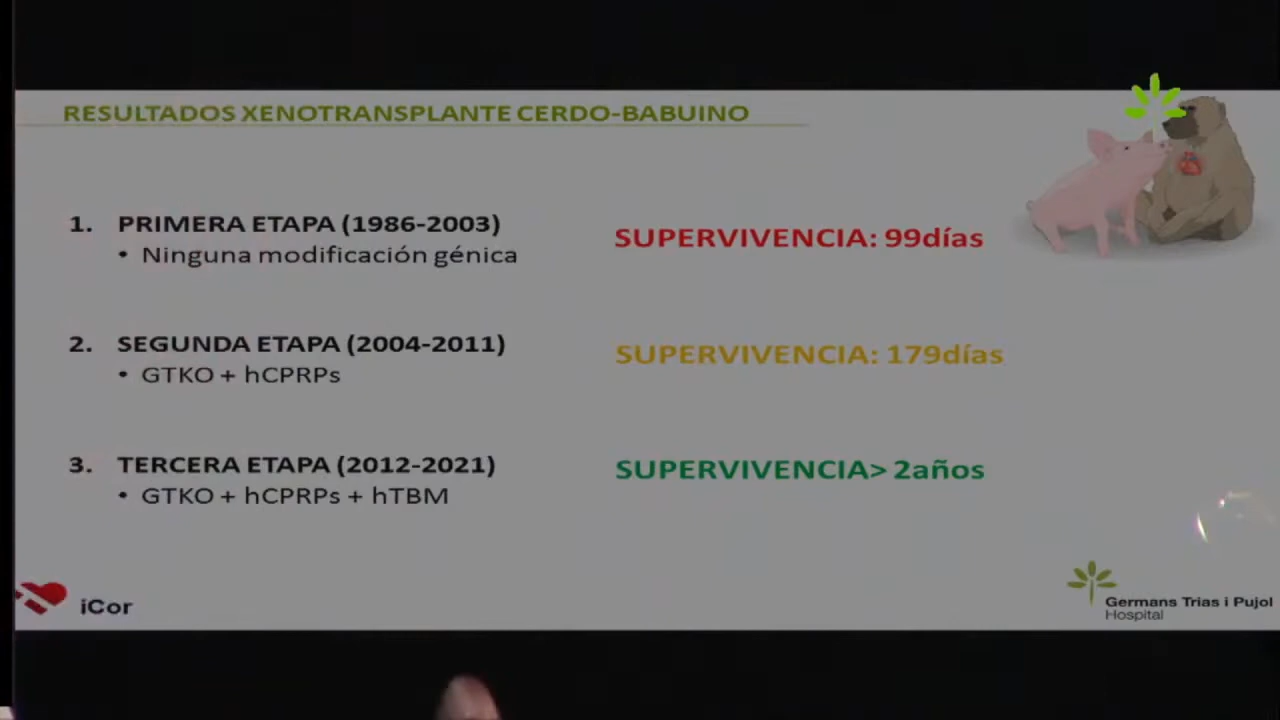 RESULTADOS XENOTRANSPLANTE CERDO-BABUINO
1. PRIMERA ETAPA (1986-2003)
• Ninguna modificación génica
SUPERVIVENCIA: 99días
2. SEGUNDA ETAPA (2004-2011)
• GTKO + hCPRPs
SUPERVIVENCIA: 179días
3. TERCERA ETAPA (2012-2021)
• GTKO + hCPRPs + hTBM
SUPERVIVENCIA> 2años
iCor
Germans Trias i Pujol
Hospital